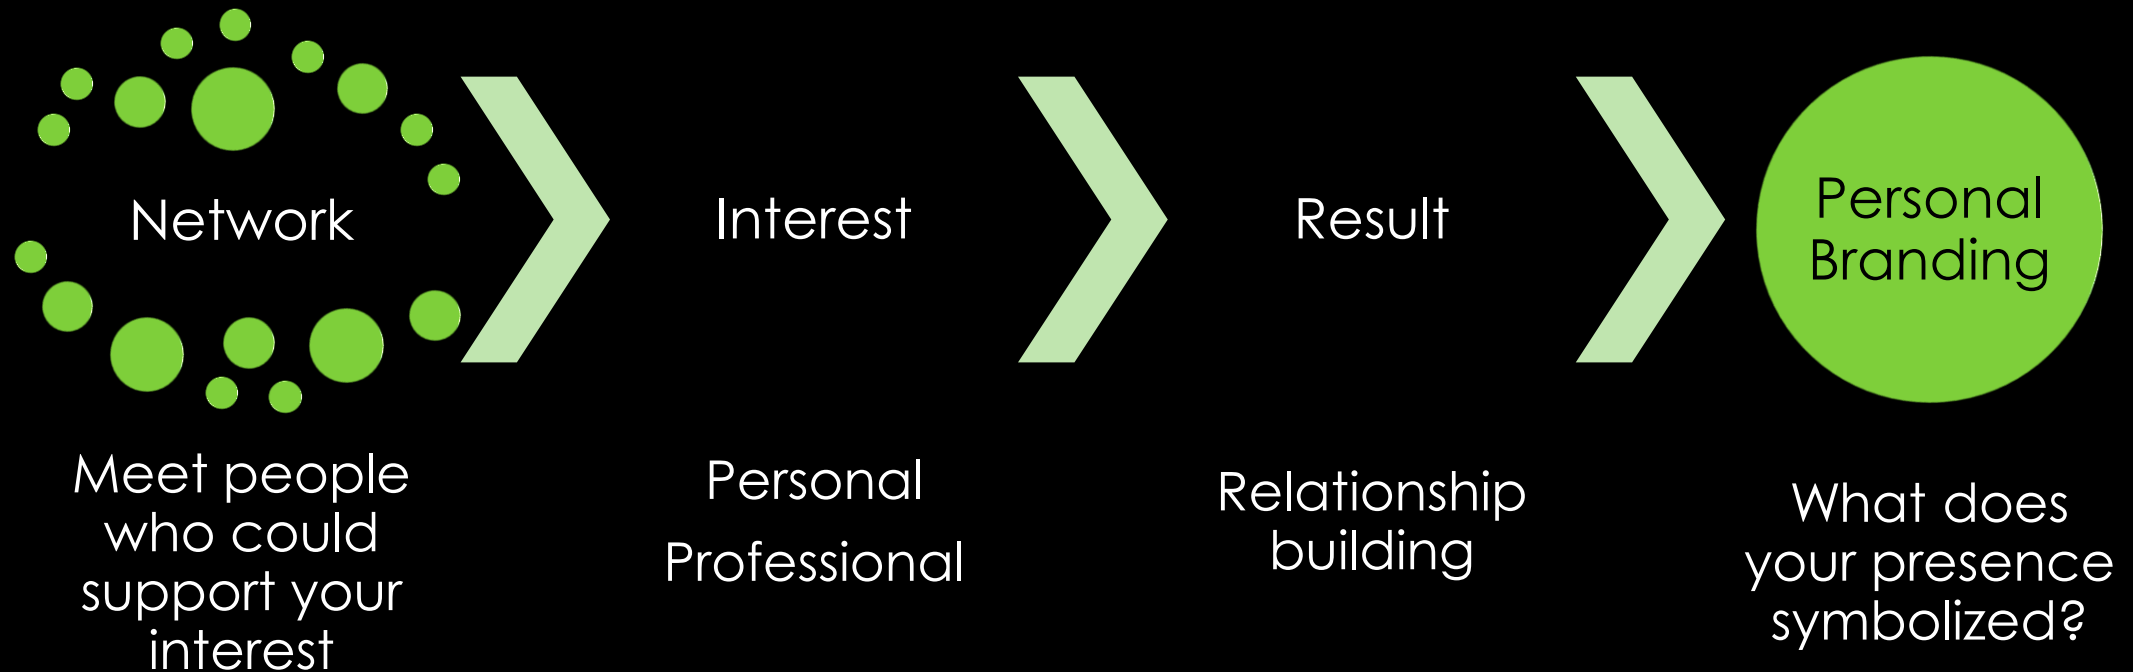 Network
Interest
Result
Personal
Branding
Meet people
who could
support your
interest
Personal
Professional
Relationship
building
What does
your presence
symbolized?